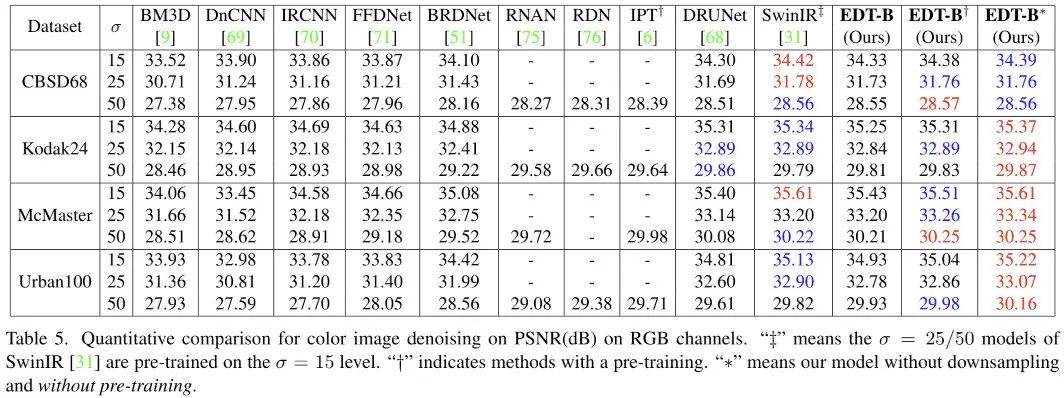 Dataset σ BM3D DnCNN IRCNN FFDNet BRDNet RNAN RDN IPT† DRUNet SwinIR‡ EDT-B EDT-B† EDT-B*
[9] [69] [70] [71] [51] [75] [76] [6] [68] [31] (Ours) (Ours) (Ours)
15 33.52 33.90 33.86 33.87 34.10 - - - 34.30 34.42 34.33 34.38 34.39
CBSD68 25 30.71 31.24 31.16 31.21 31.43 - - - 31.69 31.78 31.73 31.76 31.76
50 27.38 27.95 27.86 27.96 28.16 28.27 28.31 28.39 28.51 28.56 28.55 28.57 28.56
15 34.28 34.60 34.69 34.63 34.88 - - - 35.31 35.34 35.25 35.31 35.37
Kodak24 25 32.15 32.14 32.18 32.13 32.41 - - - 32.89 32.89 32.84 32.89 32.94
50 28.46 28.95 28.93 28.98 29.22 29.58 29.66 29.64 29.86 29.79 29.81 29.83 29.87
15 34.06 33.45 34.58 34.66 35.08 - - - 35.40 35.61 35.43 35.51 35.61
McMaster 25 31.66 31.52 32.18 32.35 32.75 - - - 33.14 33.20 33.20 33.26 33.34
50 28.51 28.62 28.91 29.18 29.52 29.72 - 29.98 30.08 30.22 30.21 30.25 30.25
15 33.93 32.98 33.78 33.83 34.42 - - - 34.81 35.13 34.93 35.04 35.22
Urban100 25 31.36 30.81 31.20 31.40 31.99 - - - 32.60 32.90 32.78 32.86 33.07
50 27.93 27.59 27.70 28.05 28.56 29.08 29.38 29.71 29.61 29.82 29.93 29.98 30.16
Table 5. Quantitative comparison for color image denoising on PSNR(dB) on RGB channels. “‡” means the σ = 25/50 models of
SwinIR [31] are pre-trained on the σ = 15 level. “†” indicates methods with a pre-training. “∗” means our model without downsampling
and without pre-training.